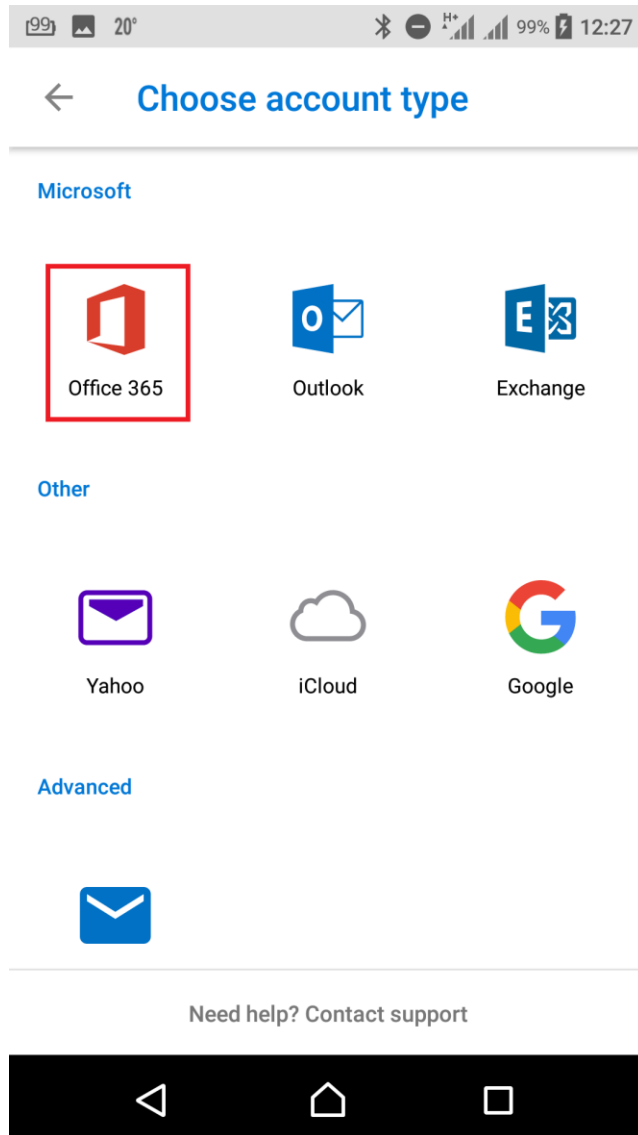 99 20° H+ 99% 12:27
Choose account type
Microsoft
Office 365 Outlook Exchange
Other
Yahoo iCloud Google
Advanced
Need help? Contact support